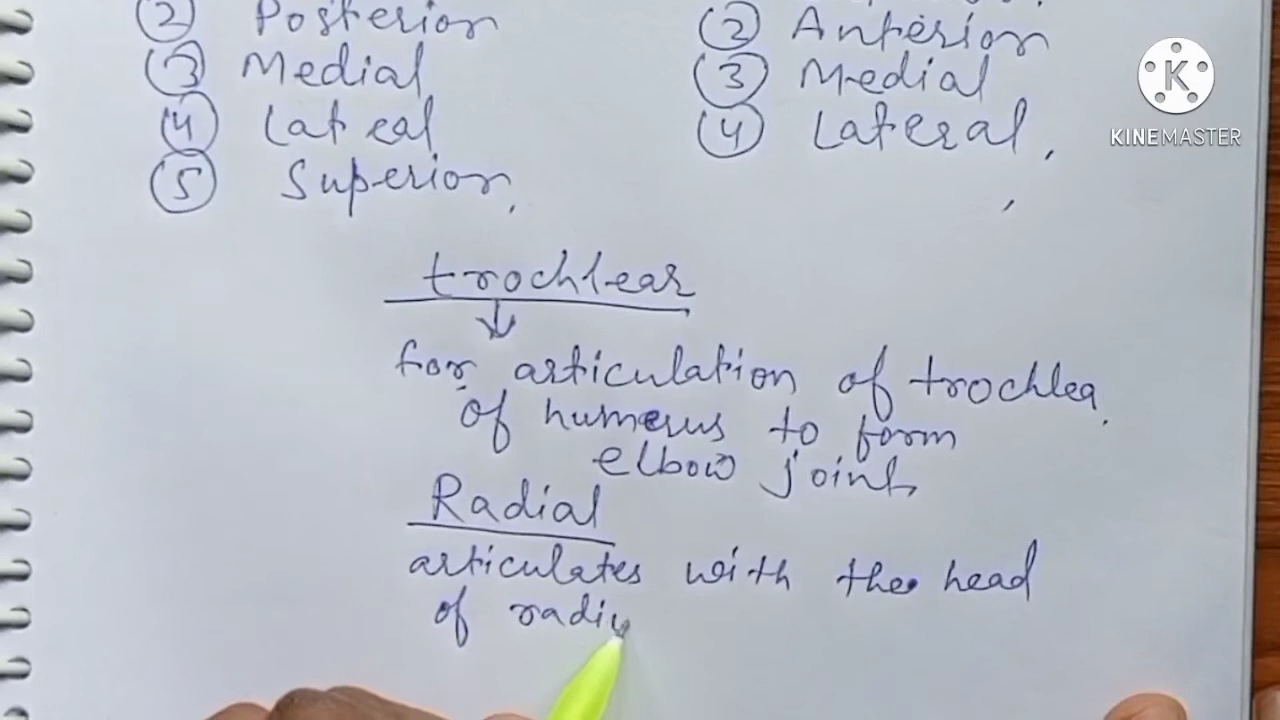 ② Posterior
③ Medial
④ Lateal
⑤ Superior,
② Anterior
③ Medial
④ Lateral,
K
KINEMASTER
trochlear
↓
for articulation of trochlea
of humerus to form
elbow joint,
Radial
articulates with the head
of radiu